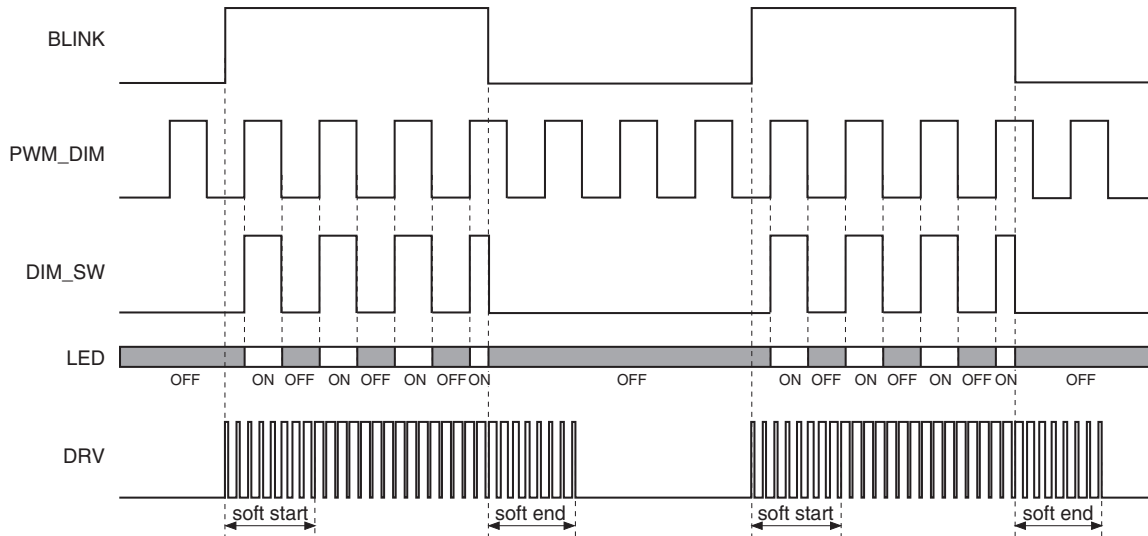 BLINK
PWM_DIM
DIM_SW
LED
OFF ON OFF ON OFF ON OFF ON OFF ON OFF ON OFF ON OFF ON OFF
DRV
soft start soft end soft start soft end